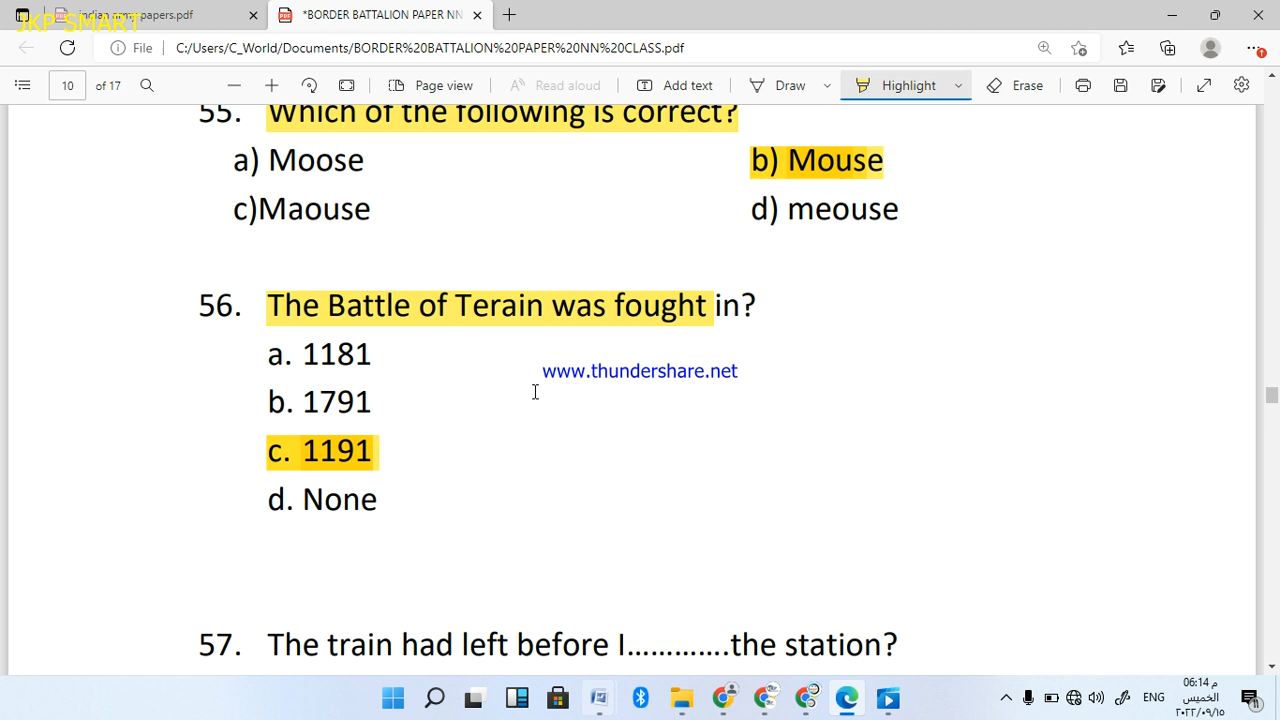 indian army papers.pdf
JKP SMART
*BORDER BATTALION PAPER NN
File
C:/Users/C_World/Documents/BORDER%20BATTALION%20PAPER%20NN%20CLASS.pdf
10 of 17
Page view
Read aloud
Add text
Draw
Highlight
Erase
55. Which of the following is correct?
a) Moose b) Mouse
c)Maouse d) meouse
56. The Battle of Terain was fought in?
a. 1181
www.thundershare.net
b. 1791
c. 1191
d. None
57. The train had left before I.............the station?
ENG
م 06:14
الخميس
٢٠٢٢/٠٩/١٥